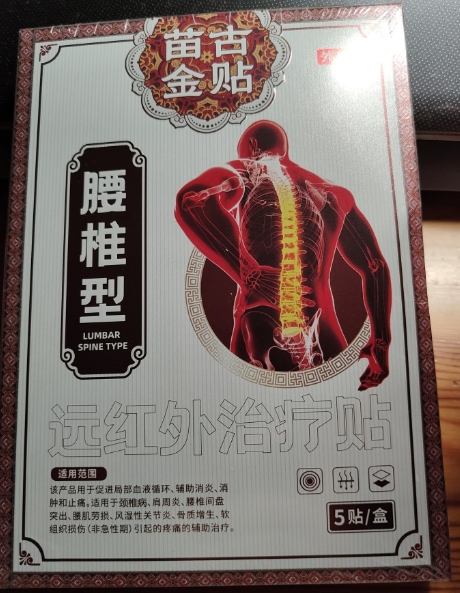 苗古
金贴
腰椎型
LUMBAR
SPINE TYPE
远红外治疗贴
适用范围
该产品用于促进局部血液循环、辅助消炎、消
肿和止痛。适用于颈椎病、肩周炎、腰椎间盘
突出、腰肌劳损、风湿性关节炎、骨质增生、软
组织损伤（非急性期）引起的疼痛的辅助治疗。
5贴/盒